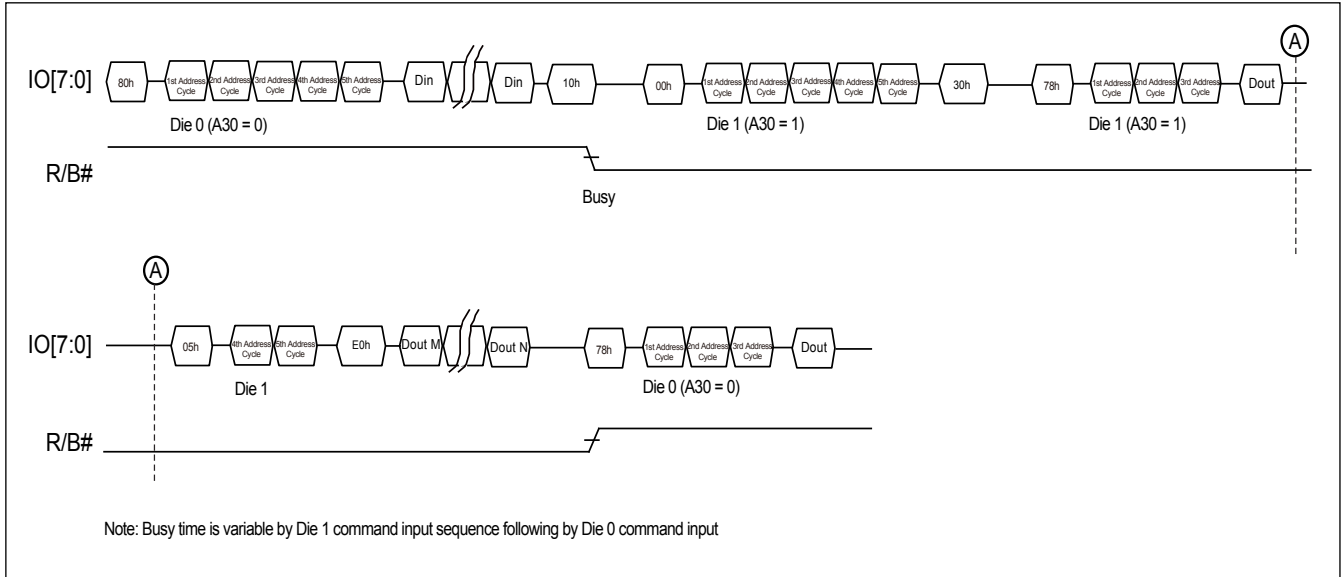 A
IO[7:0] 80h 1st Address Cycle 2nd Address Cycle 3rd Address Cycle 4th Address Cycle 5th Address Cycle Din Din 10h 00h 1st Address Cycle 2nd Address Cycle 3rd Address Cycle 4th Address Cycle 5th Address Cycle 30h 78h 1st Address Cycle 2nd Address Cycle 3rd Address Cycle Dout
Die 0 (A30 = 0) Die 1 (A30 = 1) Die 1 (A30 = 1)
R/B#
Busy
A
IO[7:0] 05h 4th Address Cycle 5th Address Cycle E0h Dout M Dout N 78h 1st Address Cycle 2nd Address Cycle 3rd Address Cycle Dout
Die 1 Die 0 (A30 = 0)
R/B#
Note: Busy time is variable by Die 1 command input sequence following by Die 0 command input